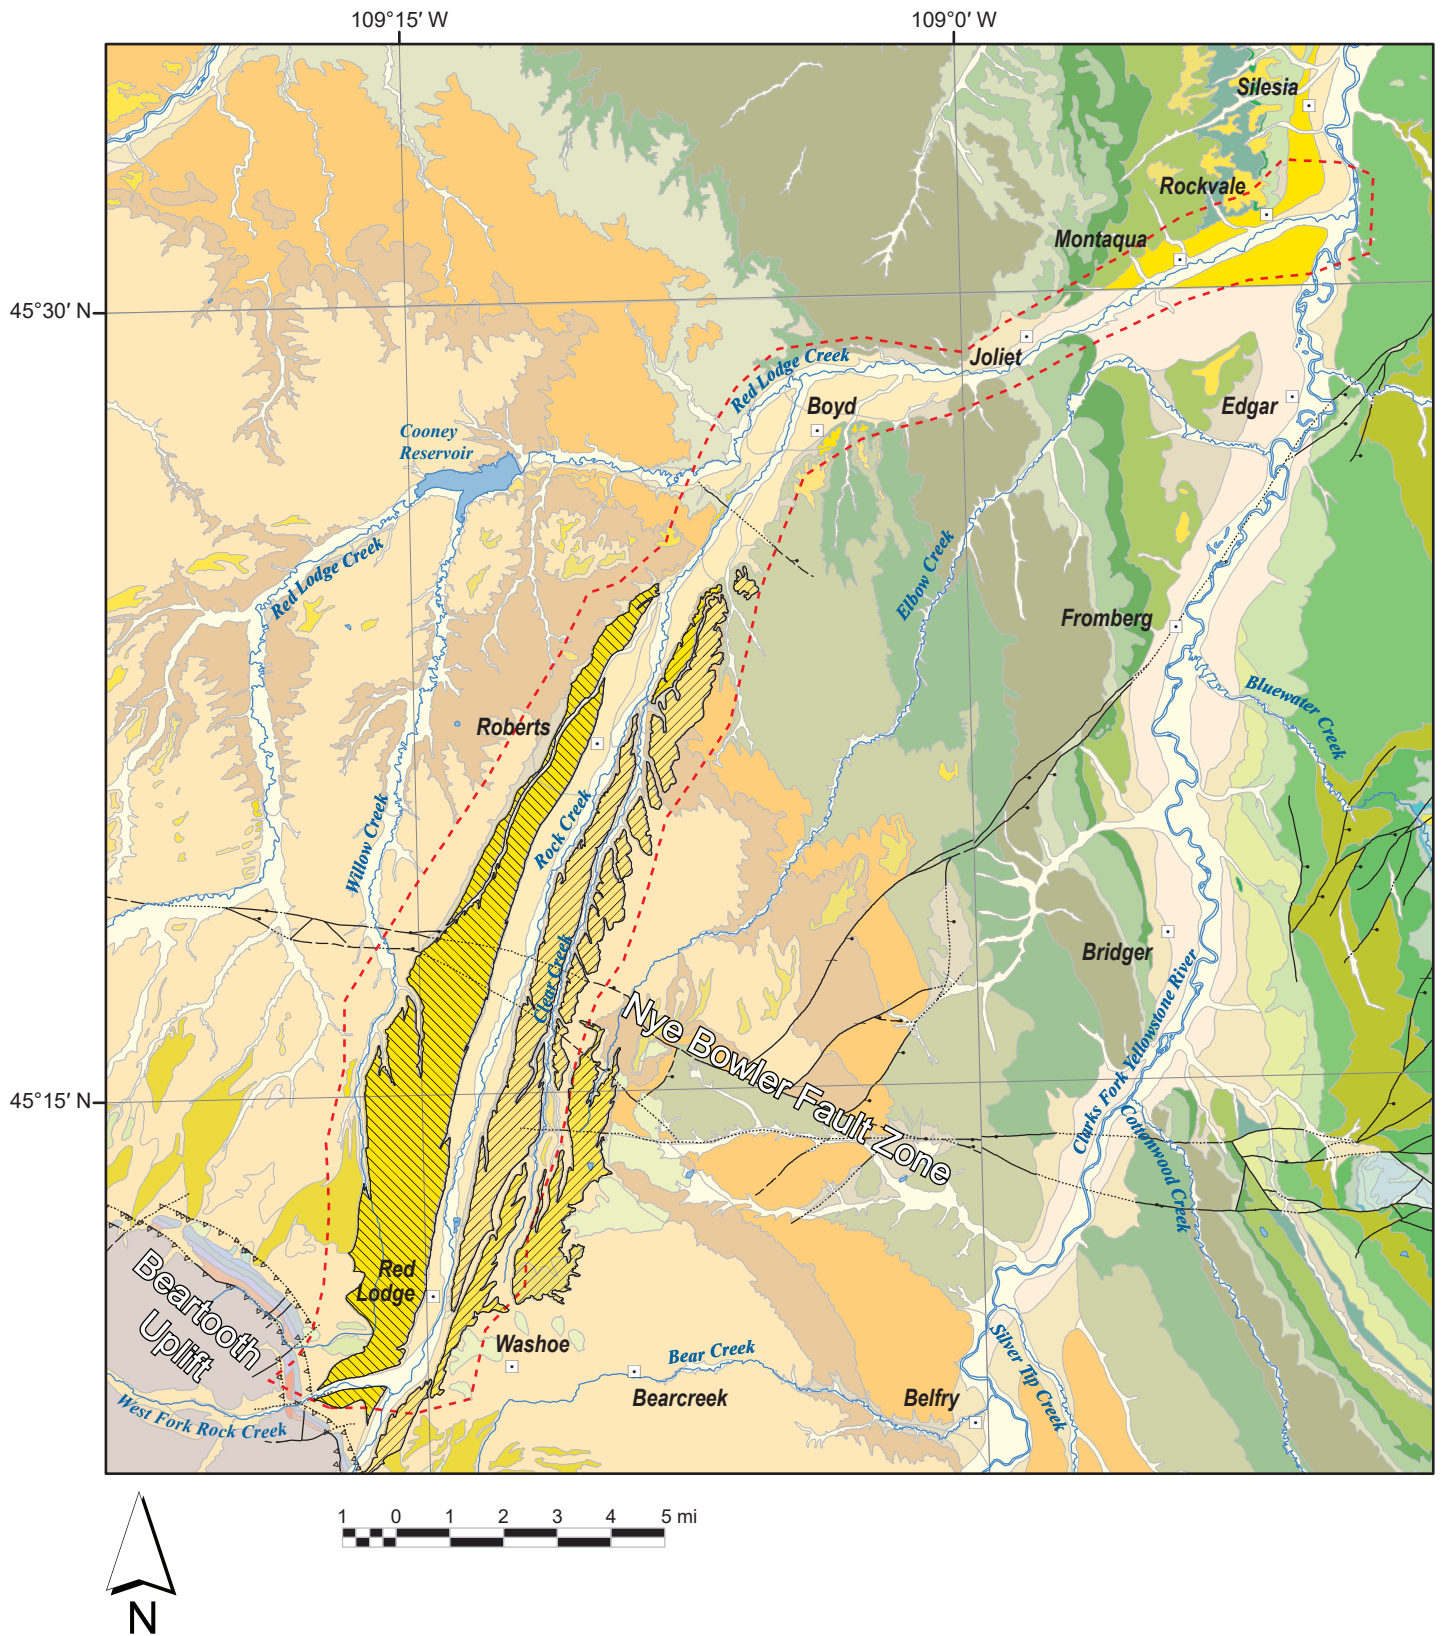 109°15′ W
109°0′ W
Silesia
Rockvale
Montaqua
45°30′ N
Joliet
Red Lodge Creek
Boyd
Edgar
Cooney
Reservoir
Red Lodge Creek
Elbow Creek
Fromberg
Bluewater Creek
Roberts
Rock Creek
Willow Creek
Bridger
Clear Creek
Clarks Fork Yellowstone River
Nye Bowler Fault Zone
45°15′ N
Cottonwood Creek
Beartooth
Uplift
Red
Lodge
Washoe
Bear Creek
Silver Tip Creek
Bearcreek
Belfry
West Fork Rock Creek
1 0 1 2 3 4 5 mi
N